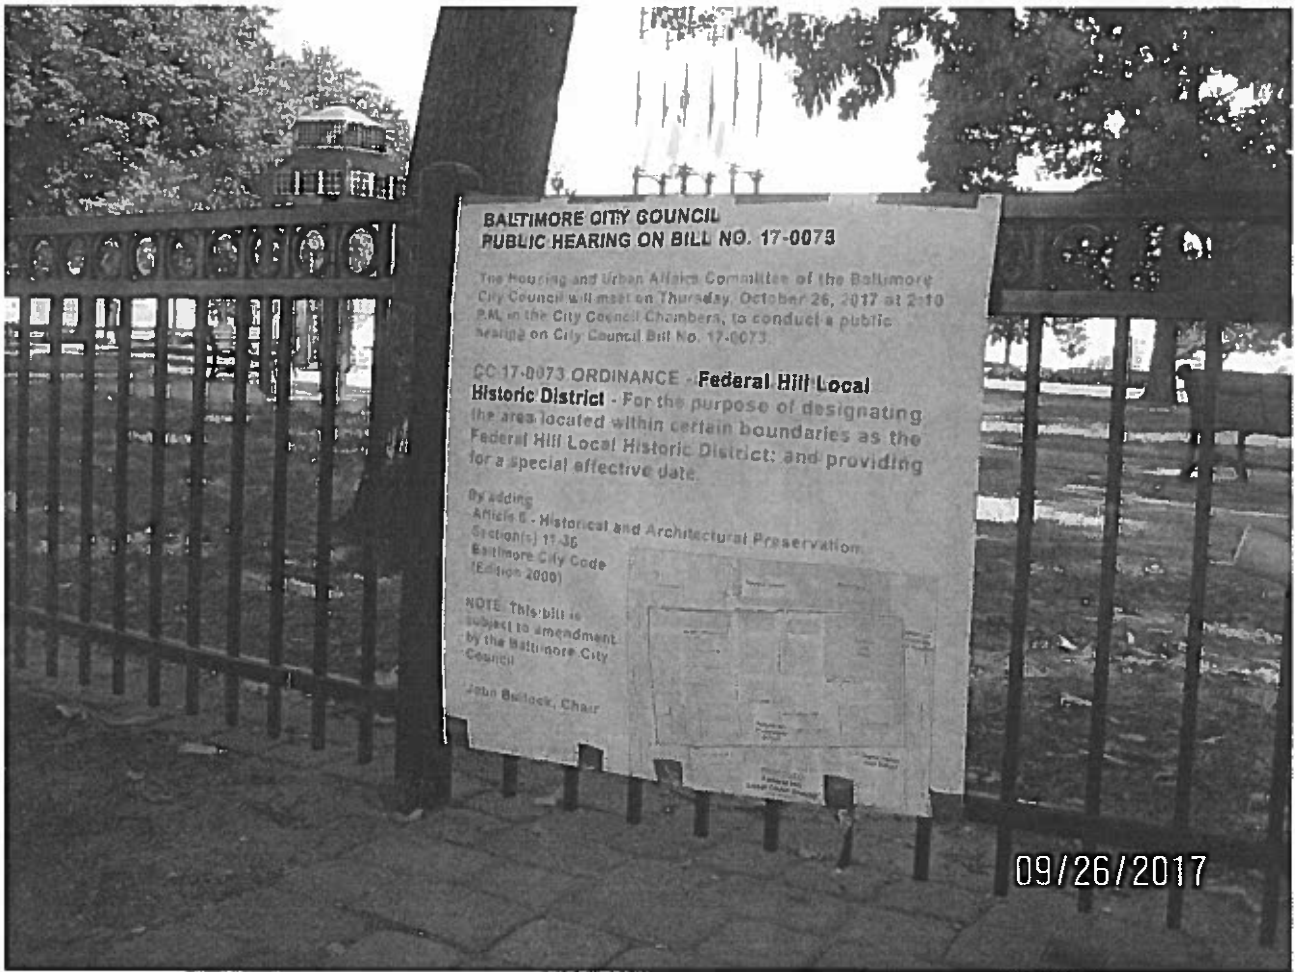 BALTIMORE CITY COUNCIL
PUBLIC HEARING ON BILL NO. 17-0073
The Housing and Urban Affairs Committee of the Baltimore
City Council will meet on Thursday, October 26, 2017 at 2:10
P.M. in the City Council Chambers, to conduct a public
hearing on City Council Bill No. 17-0073.
CC 17-0073 ORDINANCE - Federal Hill Local
Historic District - For the purpose of designating
the area located within certain boundaries as the
Federal Hill Local Historic District; and providing
for a special effective date.
By adding
Article 6 - Historical and Architectural Preservation
Section(s) 11-36
Baltimore City Code
(Edition 2000)
NOTE: This bill is
subject to amendment
by the Baltimore City
Council
John Bullock, Chair
Federal Hill
09/26/2017